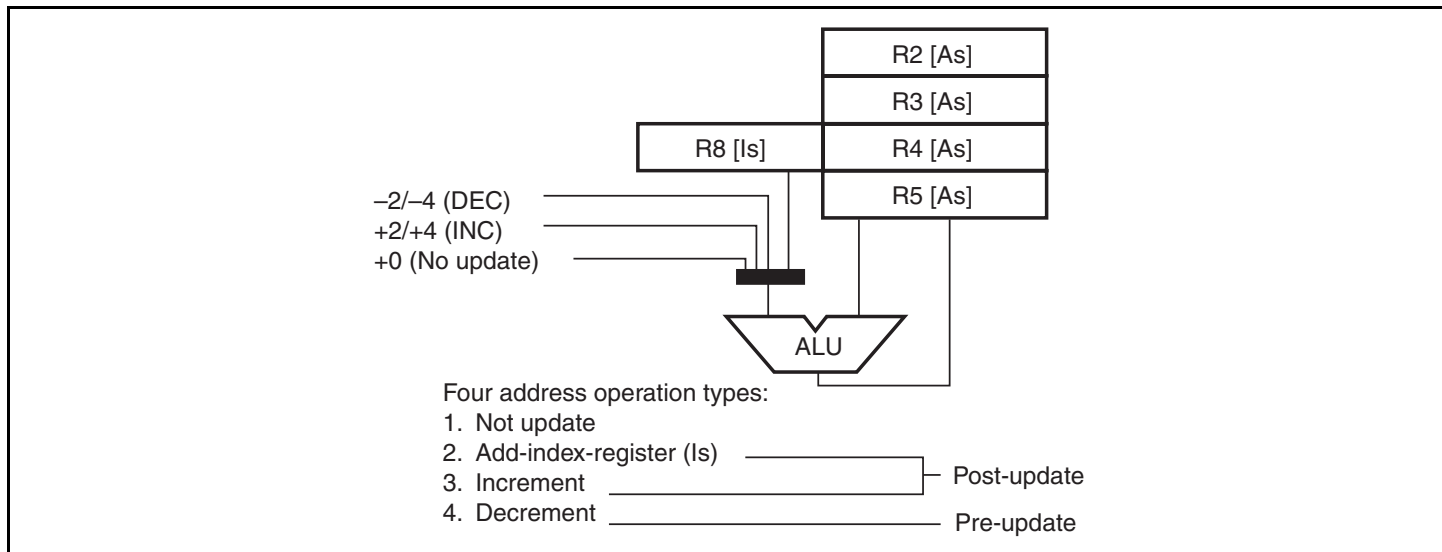 R2 [As]
R3 [As]
R8 [Is]
R4 [As]
R5 [As]
–2/–4 (DEC)
+2/+4 (INC)
+0 (No update)
ALU
Four address operation types:
1. Not update
2. Add-index-register (Is)
3. Increment
Post-update
4. Decrement
Pre-update